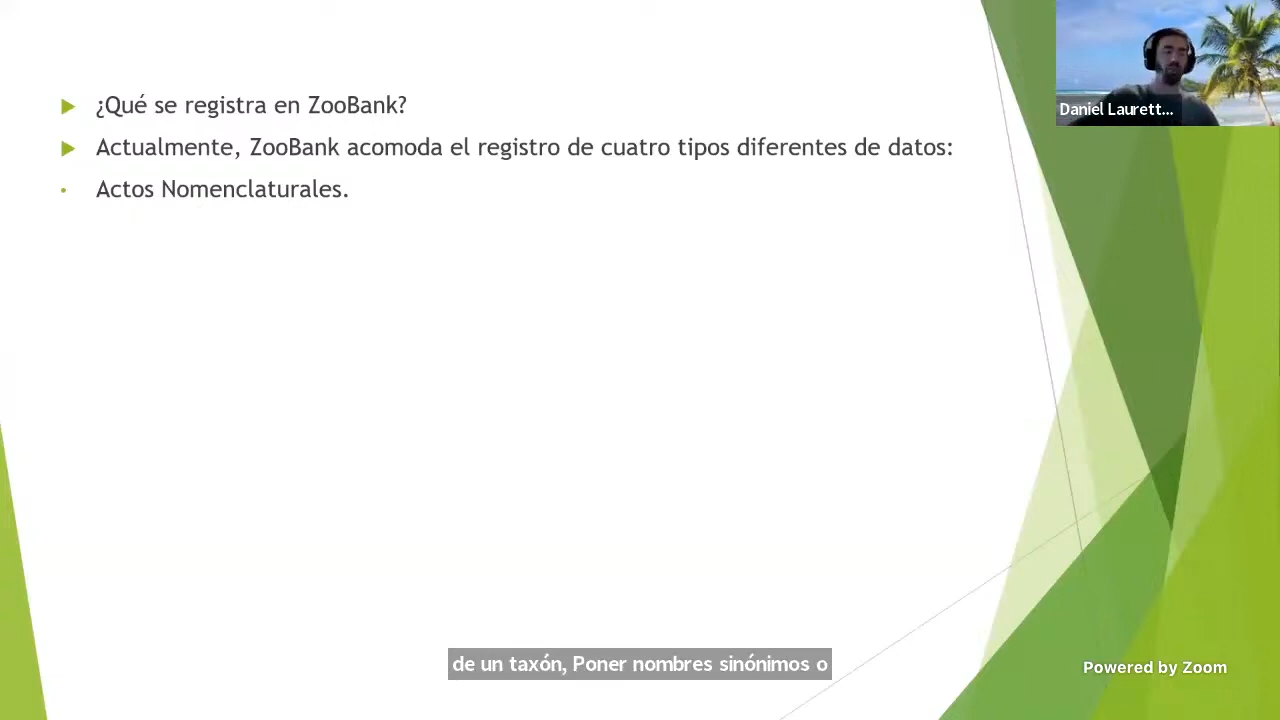 ¿Qué se registra en ZooBank?
Actualmente, ZooBank acomoda el registro de cuatro tipos diferentes de datos:
Actos Nomenclaturales.
Daniel Laurett...
de un taxón, Poner nombres sinónimos o
Powered by Zoom